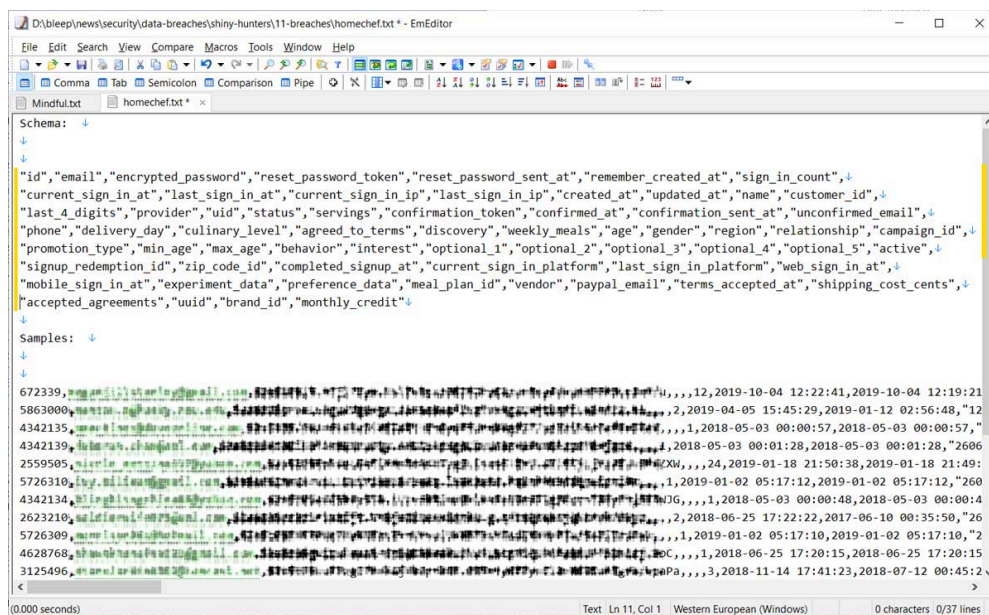 D:\bleep\news\security\data-breaches\shiny-hunters\11-breaches\homechef.txt * - EmEditor
File Edit Search View Compare Macros Tools Window Help
Comma Tab Semicolon Comparison Pipe
Mindful.txt homechef.txt * ×
Schema: ↓
↓
↓
"id","email","encrypted_password","reset_password_token","reset_password_sent_at","remember_created_at","sign_in_count",↓
"current_sign_in_at","last_sign_in_at","current_sign_in_ip","last_sign_in_ip","created_at","updated_at","name","customer_id",↓
"last_4_digits","provider","uid","status","servings","confirmation_token","confirmed_at","confirmation_sent_at","unconfirmed_email",↓
"phone","delivery_day","culinary_level","agreed_to_terms","discovery","weekly_meals","age","gender","region","relationship","campaign_id",↓
"promotion_type","min_age","max_age","behavior","interest","optional_1","optional_2","optional_3","optional_4","optional_5","active",↓
"signup_redemption_id","zip_code_id","completed_signup_at","current_sign_in_platform","last_sign_in_platform","web_sign_in_at",↓
"mobile_sign_in_at","experiment_data","preference_data","meal_plan_id","vendor","paypal_email","terms_accepted_at","shipping_cost_cents",↓
"accepted_agreements","uuid","brand_id","monthly_credit"↓
↓
Samples: ↓
↓
↓
672339, ,,,,12,2019-10-04 12:22:41,2019-10-04 12:19:21
5863000, ,,,,2,2019-04-05 15:45:29,2019-01-12 02:56:48,"12
4342135, ,,,,1,2018-05-03 00:00:57,2018-05-03 00:00:57,"
4342139, ,1,2018-05-03 00:01:28,2018-05-03 00:01:28,"2606
2559505, ZXW,,,,24,2019-01-18 21:50:38,2019-01-18 21:49:
5726310, ,,,,1,2019-01-02 05:17:12,2019-01-02 05:17:12,"260
4342134, JG,,,,1,2018-05-03 00:00:48,2018-05-03 00:00:4
2623210, ,,,,2,2018-06-25 17:22:22,2017-06-10 00:35:50,"26
5726309, ,,,,1,2019-01-02 05:17:10,2019-01-02 05:17:10,"2
4628768, C,,,,1,2018-06-25 17:20:15,2018-06-25 17:20:15
3125496, Pa,,,,3,2018-11-14 17:41:23,2018-07-12 00:45:2
(0.000 seconds) Text Ln 11, Col 1 Western European (Windows) 0 characters 0/37 lines